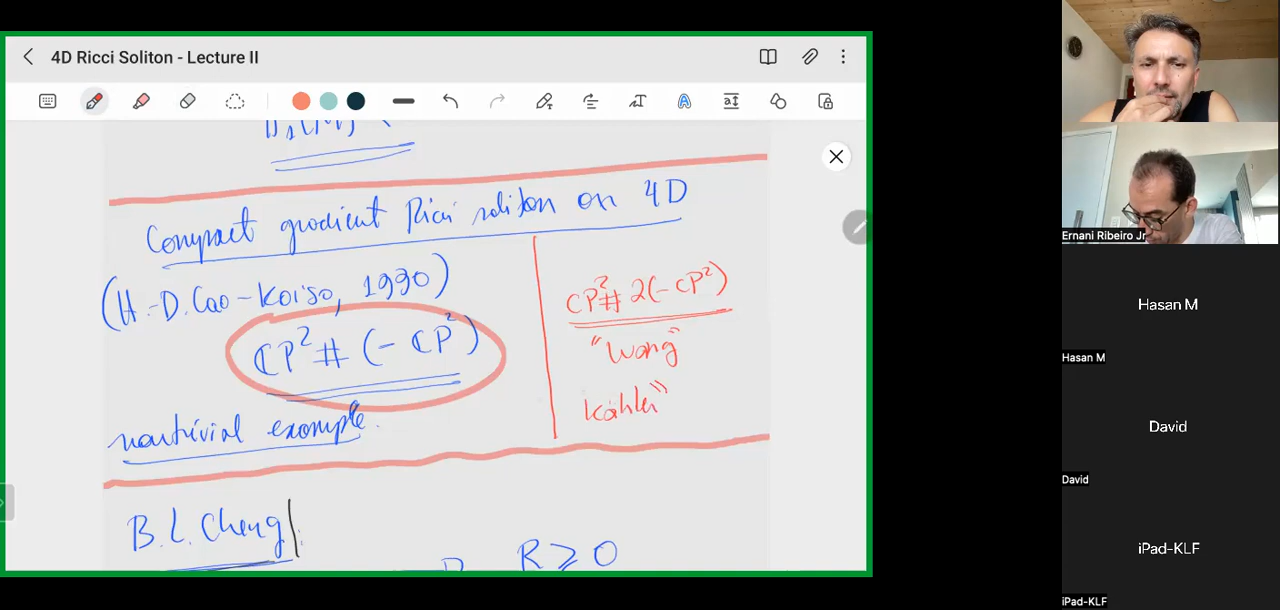 4D Ricci Soliton - Lecture II
Compact gradient Ricci soliton on 4D
(H.-D. Cao-Koiso, 1990)
CP² # (- CP²)
nontrivial example.
CP² # 2(-CP²)
"Wang"
Kähler"
B.L. Cheng
R ⩾ 0
Ernani Ribeiro Jr
Hasan M
Hasan M
David
David
iPad-KLF
iPad-KLF